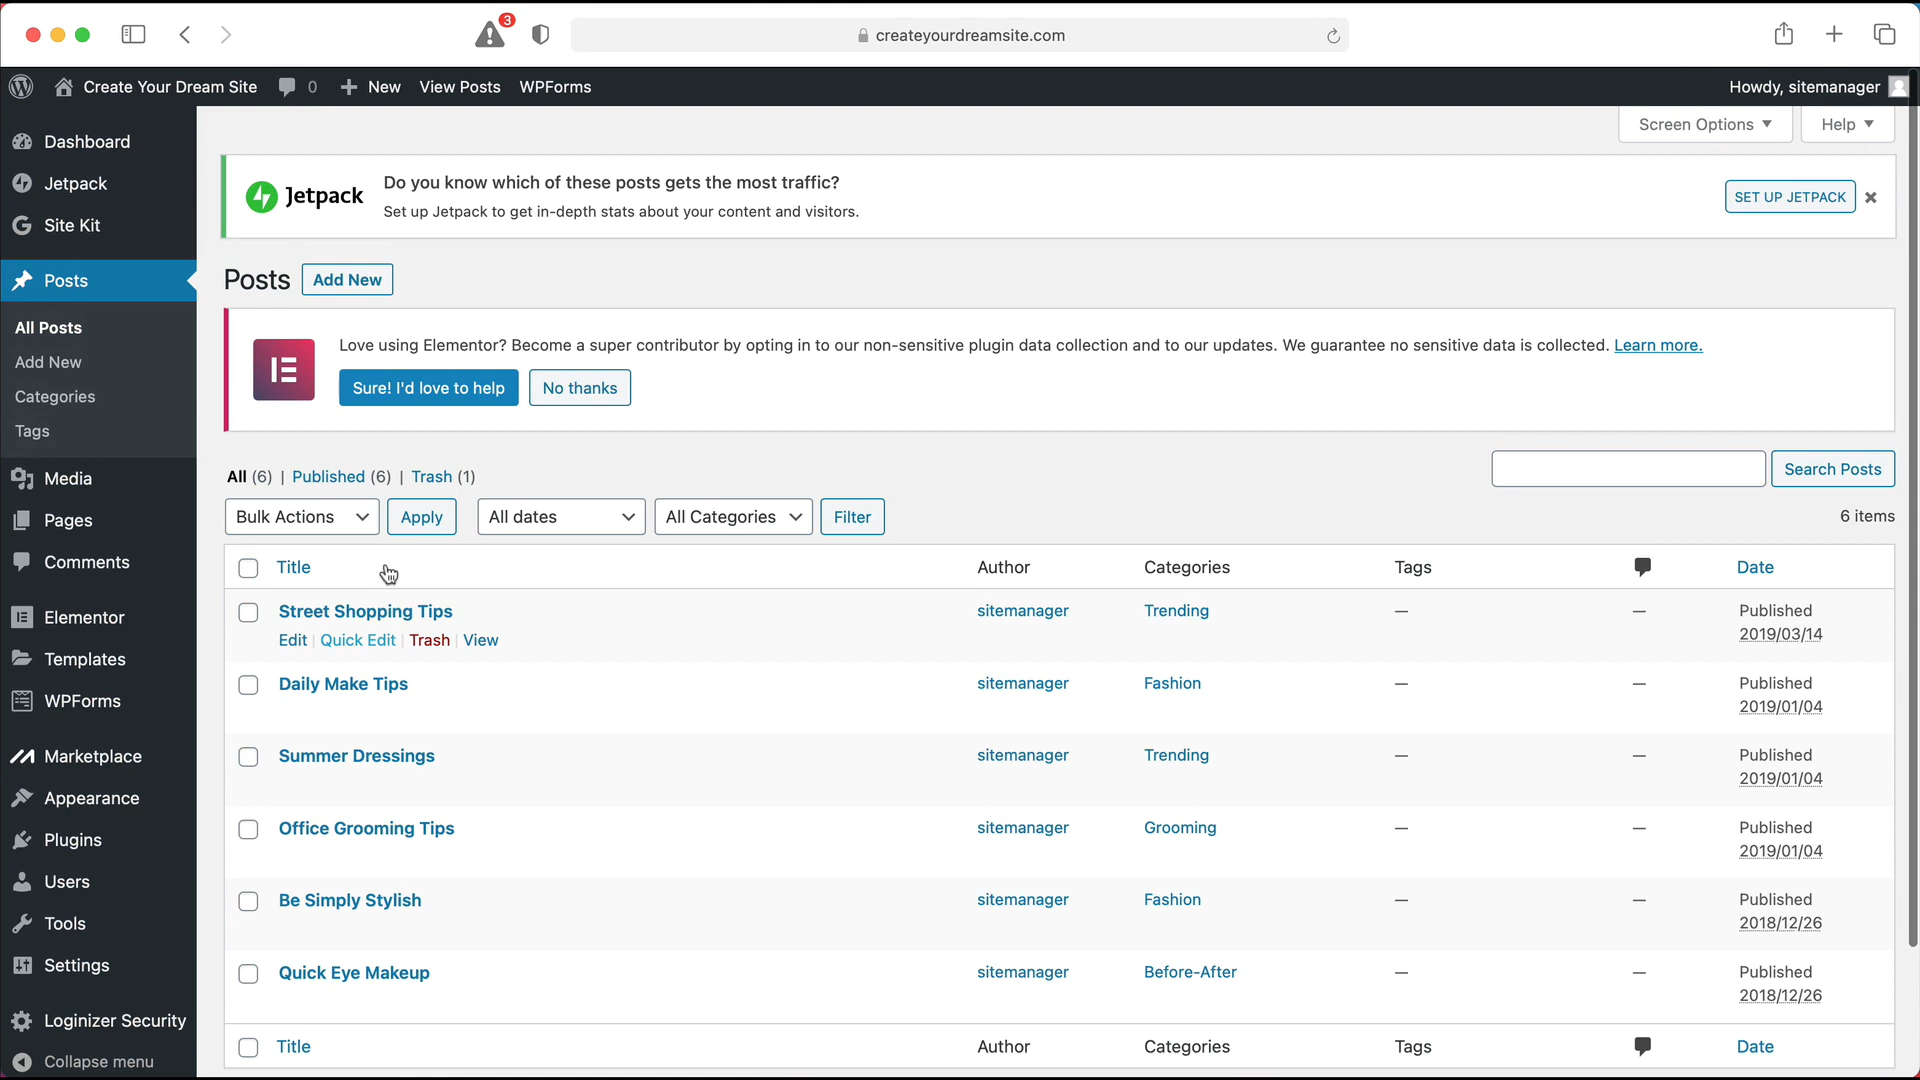 3
createyourdreamsite.com
Create Your Dream Site 0 New View Posts WPForms Howdy, sitemanager
Screen Options Help
Dashboard
Jetpack
Site Kit
Posts
All Posts
Add New
Categories
Tags
Media
Pages
Comments
Elementor
Templates
WPForms
Marketplace
Appearance
Plugins
Users
Tools
Settings
Loginizer Security
Collapse menu
Jetpack
Do you know which of these posts gets the most traffic?
Set up Jetpack to get in-depth stats about your content and visitors.
SET UP JETPACK
Posts Add New
Love using Elementor? Become a super contributor by opting in to our non-sensitive plugin data collection and to our updates. We guarantee no sensitive data is collected. Learn more.
Sure! I'd love to help No thanks
All (6) | Published (6) | Trash (1)
Search Posts
Bulk Actions Apply All dates All Categories Filter 6 items
Title Author Categories Tags Date
Street Shopping Tips sitemanager Trending — — Published
2019/03/14
Edit | Quick Edit | Trash | View
Daily Make Tips sitemanager Fashion — — Published
2019/01/04
Summer Dressings sitemanager Trending — — Published
2019/01/04
Office Grooming Tips sitemanager Grooming — — Published
2019/01/04
Be Simply Stylish sitemanager Fashion — — Published
2018/12/26
Quick Eye Makeup sitemanager Before-After — — Published
2018/12/26
Title Author Categories Tags Date